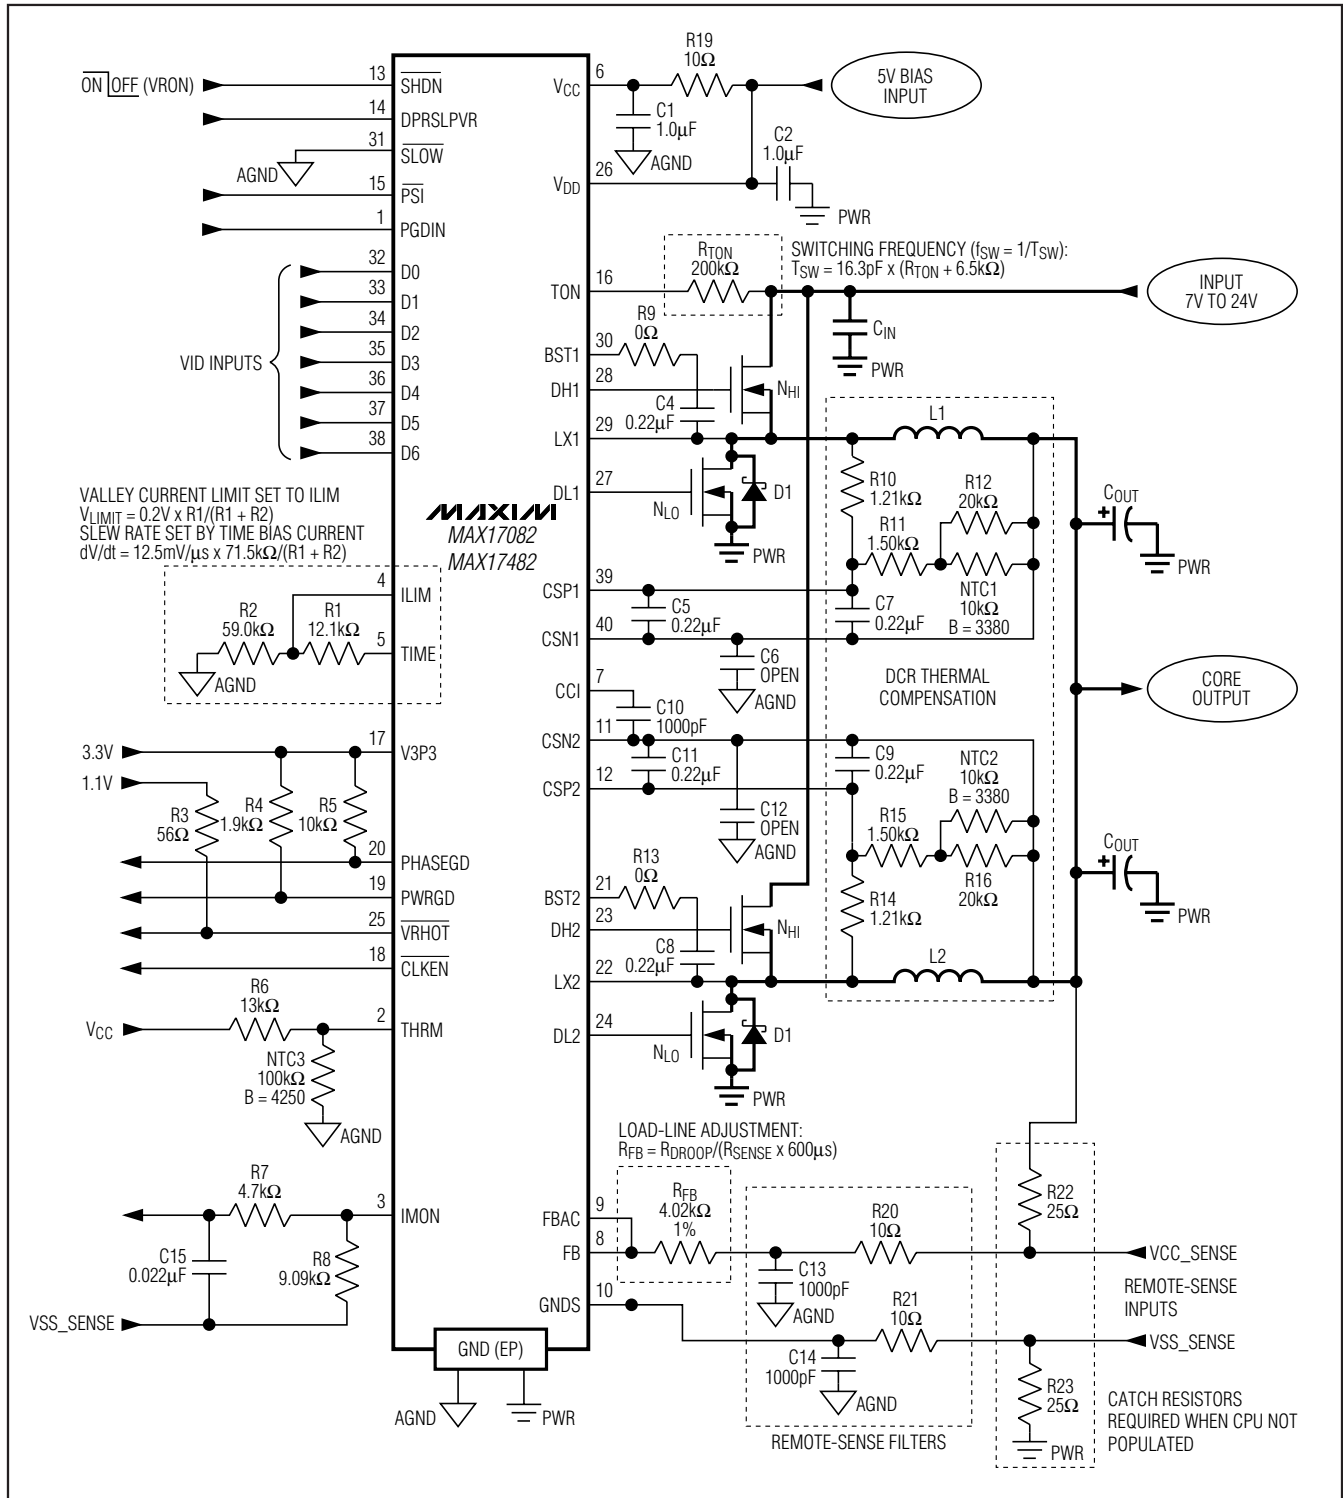 ON OFF (VRON)
13
SHDN
14
DPRSLPVR
31
SLOW
AGND
15
PSI
1
PGDIN
VID INPUTS
32
D0
33
D1
34
D2
35
D3
36
D4
37
D5
38
D6
VALLEY CURRENT LIMIT SET TO ILIM
VLIMIT = 0.2V x R1/(R1 + R2)
SLEW RATE SET BY TIME BIAS CURRENT
dV/dt = 12.5mV/µs x 71.5kΩ/(R1 + R2)
4
ILIM
R2
59.0kΩ
R1
12.1kΩ
5
TIME
AGND
3.3V
17
V3P3
1.1V
R3
56Ω
R4
1.9kΩ
R5
10kΩ
20
PHASEGD
19
PWRGD
25
VRHOT
18
CLKEN
R6
13kΩ
VCC
2
THRM
NTC3
100kΩ
B = 4250
AGND
R7
4.7kΩ
3
IMON
C15
0.022µF
R8
9.09kΩ
VSS_SENSE
MAXIM
MAX17082
MAX17482
GND (EP)
AGND
PWR
R19
10Ω
6
VCC
5V BIAS
INPUT
C1
1.0µF
AGND
C2
1.0µF
26
VDD
PWR
RTON
200kΩ
SWITCHING FREQUENCY (fSW = 1/TSW):
TSW = 16.3pF x (RTON + 6.5kΩ)
16
TON
INPUT
7V TO 24V
R9
0Ω
CIN
PWR
30
BST1
28
DH1
NHI
C4
0.22µF
29
LX1
L1
27
DL1
NLO
D1
PWR
R10
1.21kΩ
R12
20kΩ
R11
1.50kΩ
COUT
PWR
NTC1
10kΩ
B = 3380
39
CSP1
C5
0.22µF
C7
0.22µF
40
CSN1
C6
OPEN
AGND
DCR THERMAL
COMPENSATION
CORE
OUTPUT
7
CCI
C10
1000pF
11
CSN2
C11
0.22µF
C9
0.22µF
NTC2
10kΩ
B = 3380
12
CSP2
C12
OPEN
AGND
R15
1.50kΩ
COUT
PWR
R13
0Ω
21
BST2
R14
1.21kΩ
R16
20kΩ
23
DH2
NHI
C8
0.22µF
22
LX2
L2
24
DL2
NLO
D1
PWR
LOAD-LINE ADJUSTMENT:
RFB = RDROOP/(RSENSE x 600µs)
RFB
4.02kΩ
1%
9
FBAC
8
FB
R20
10Ω
R22
25Ω
VCC_SENSE
C13
1000pF
AGND
REMOTE-SENSE
INPUTS
10
GNDS
R21
10Ω
VSS_SENSE
C14
1000pF
AGND
R23
25Ω
PWR
REMOTE-SENSE FILTERS
CATCH RESISTORS
REQUIRED WHEN CPU NOT
POPULATED